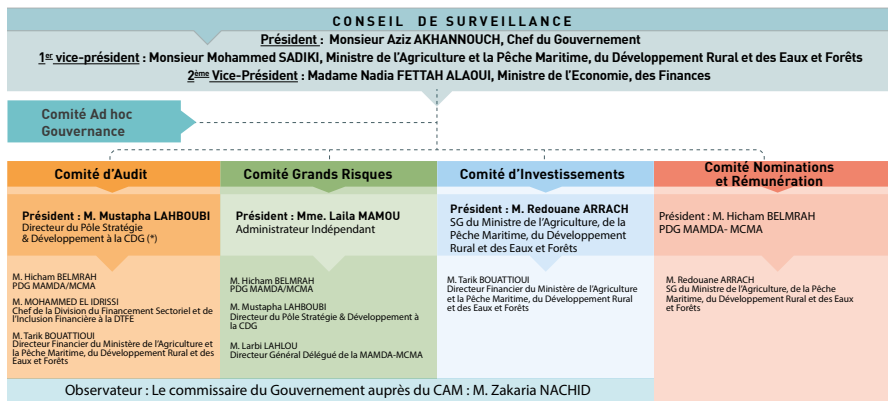 CONSEIL DE SURVEILLANCE
Président : Monsieur Aziz AKHANNOUCH, Chef du Gouvernement
1er vice-président : Monsieur Mohammed SADIKI, Ministre de l'Agriculture et la Pêche Maritime, du Développement Rural et des Eaux et Forêts
2ème Vice-Président : Madame Nadia FETTAH ALAOUI, Ministre de l'Economie, des Finances
Comité Ad hoc
Gouvernance
Comité d'Audit
Président : M. Mustapha LAHBOUBI
Directeur du Pôle Stratégie
& Développement à la CDG (*)
M. Hicham BELMRAH
PDG MAMDA/MCMA
M. MOHAMMED EL IDRISSI
Chef de la Division du Financement Sectoriel et de
l'Inclusion Financière à la DTFE
M. Tarik BOUATTIOUI
Directeur Financier du Ministère de l'Agriculture et
la Pêche Maritime, du Développement Rural et des
Eaux et Forêts
Comité Grands Risques
Président : Mme. Laila MAMOU
Administrateur Indépendant
M. Hicham BELMRAH
PDG MAMDA/MCMA
M. Mustapha LAHBOUBI
Directeur du Pôle Stratégie & Développement à
la CDG
M. Larbi LAHLOU
Directeur Général Délégué de la MAMDA-MCMA
Comité d'Investissements
Président : M. Redouane ARRACH
SG du Ministre de l'Agriculture, de la
Pêche Maritime, du Développement
Rural et des Eaux et Forêts
M. Tarik BOUATTIOUI
Directeur Financier du Ministère de l'Agriculture
et la Pêche Maritime, du Développement Rural
et des Eaux et Forêts
Comité Nominations
et Rémunération
Président : M. Hicham BELMRAH
PDG MAMDA- MCMA
M. Redouane ARRACH
SG du Ministre de l'Agriculture, de la Pêche
Maritime, du Développement Rural et des Eaux
et Forêts
Observateur : Le commissaire du Gouvernement auprès du CAM : M. Zakaria NACHID